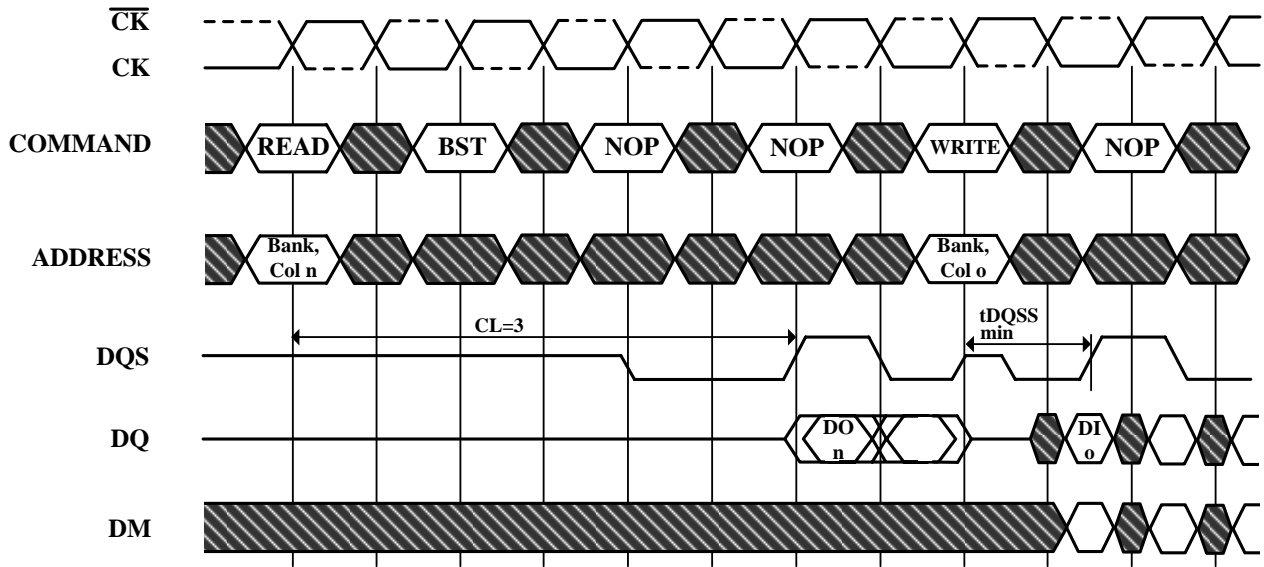 CK
CK
COMMAND
READ BST NOP NOP WRITE NOP
ADDRESS
Bank,
Col n
Bank,
Col o
CL=3
tDQSS
min
DQS
DQ
DO
n
DI
o
DM